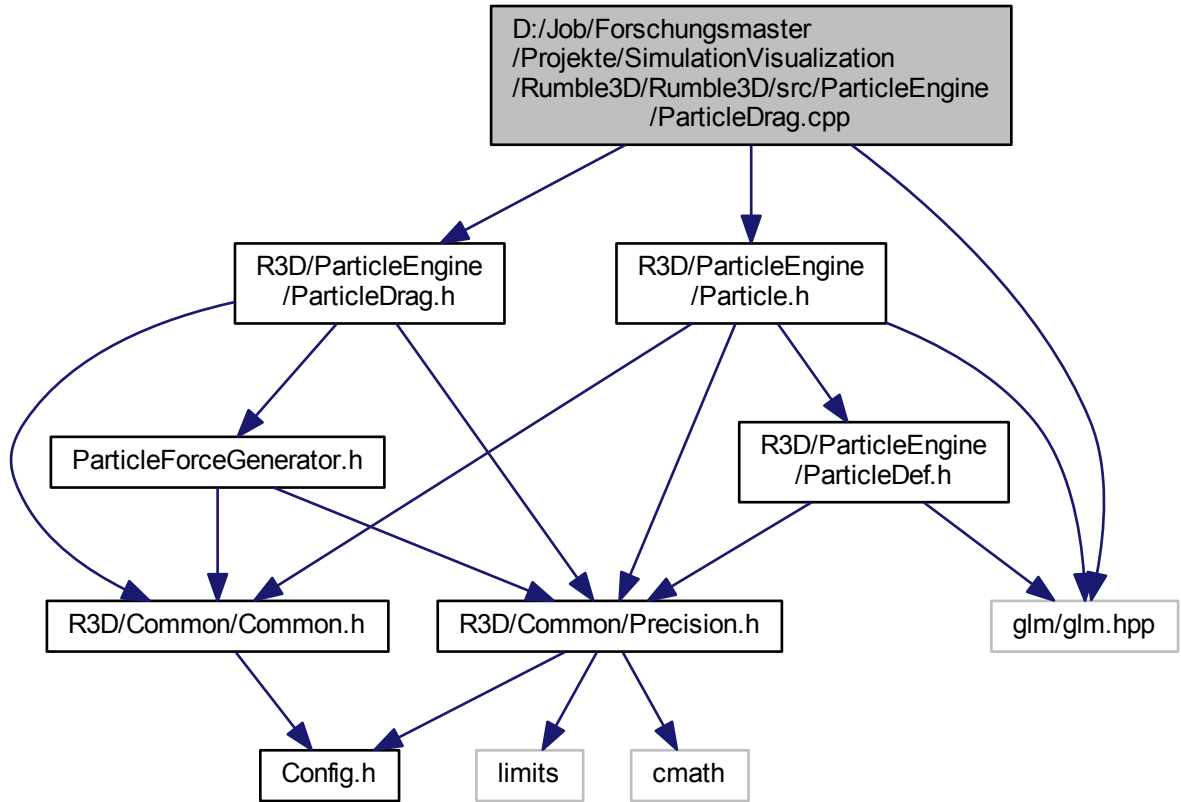 D:/Job/Forschungsmaster
/Projekte/SimulationVisualization
/Rumble3D/Rumble3D/src/ParticleEngine
/ParticleDrag.cpp
R3D/ParticleEngine
/ParticleDrag.h
R3D/ParticleEngine
/Particle.h
ParticleForceGenerator.h
R3D/ParticleEngine
/ParticleDef.h
R3D/Common/Common.h
R3D/Common/Precision.h
glm/glm.hpp
Config.h
limits
cmath